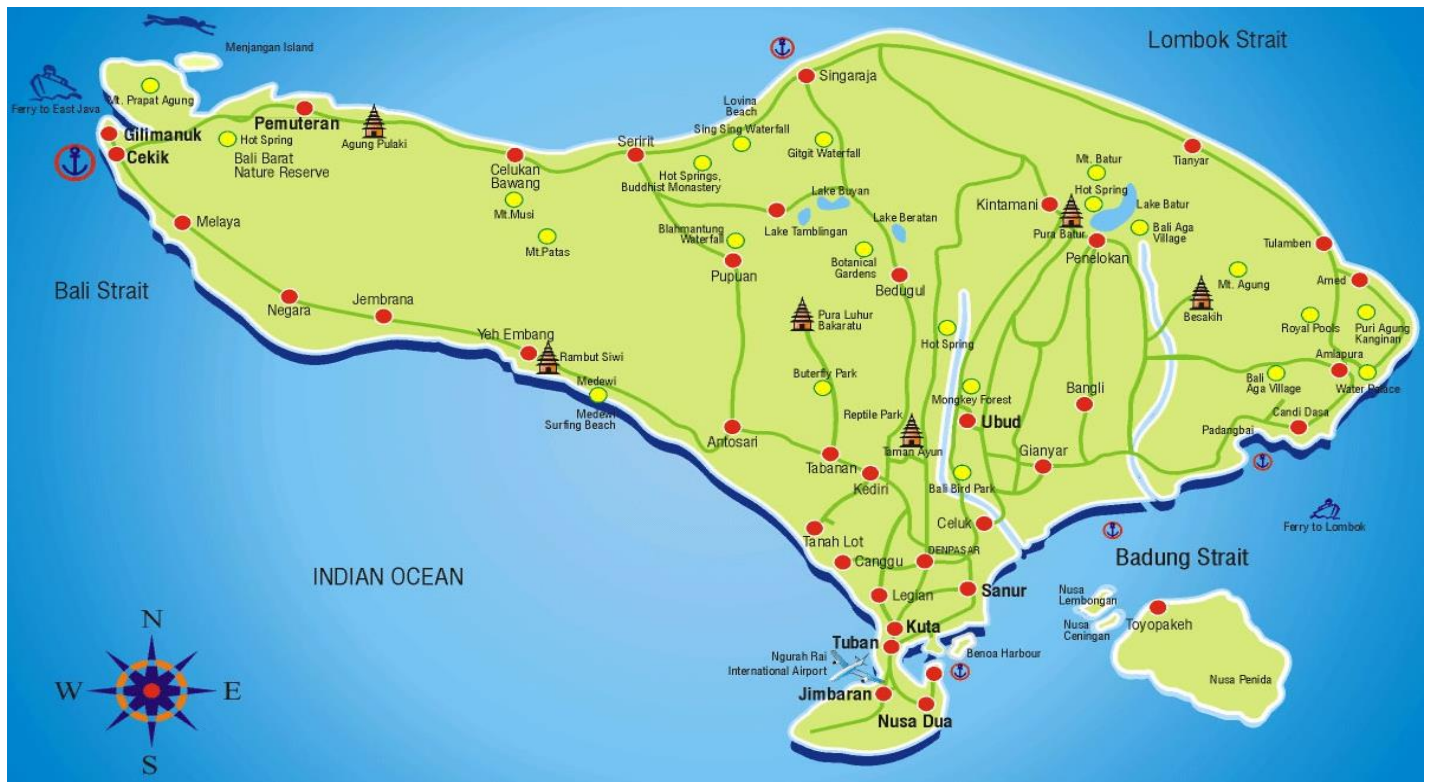 Menjangan Island
Lombok Strait
Ferry to East Java
Mt. Prapat Agung
Gilimanuk
Cekik
Hot Spring
Bali Barat
Nature Reserve
Pemuteran
Agung Pulaki
Celukan
Bawang
Mt.Musi
Mt.Patas
Seririt
Singaraja
Lovina
Beach
Sing Sing Waterfall
Gitgit Waterfall
Hot Springs,
Buddhist Monastery
Lake Buyan
Lake Tamblingan
Lake Beratan
Blahmantung
Waterfall
Pupuan
Botanical
Gardens
Bedugul
Kintamani
Mt. Batur
Hot Spring
Pura Batur
Lake Batur
Bali Aga
Village
Penelokan
Tianyar
Tulamben
Amed
Mt. Agung
Besakih
Royal Pools
Puri Agung
Kanginan
Amlapura
Bali
Aga Village
Water Palace
Candi Dasa
Padangbai
Melaya
Bali Strait
Negara
Jembrana
Yeh Embang
Rambut Siwi
Medewi
Medewi
Surfing Beach
Pura Luhur
Bakaratu
Buterfly Park
Hot Spring
Mongkey Forest
Reptile Park
Ubud
Bangli
Antosari
Tabanan
Kediri
Taman Ayun
Bali Bird Park
Gianyar
Celuk
Tanah Lot
Canggu
DENPASAR
Legian
Sanur
Kuta
Tuban
Ngurah Rai
International Airport
Benoa Harbour
Jimbaran
Nusa Dua
Ferry to Lombok
Badung Strait
Nusa
Lembongan
Nusa
Ceningan
Toyopakeh
Nusa Penida
INDIAN OCEAN
N
W
E
S